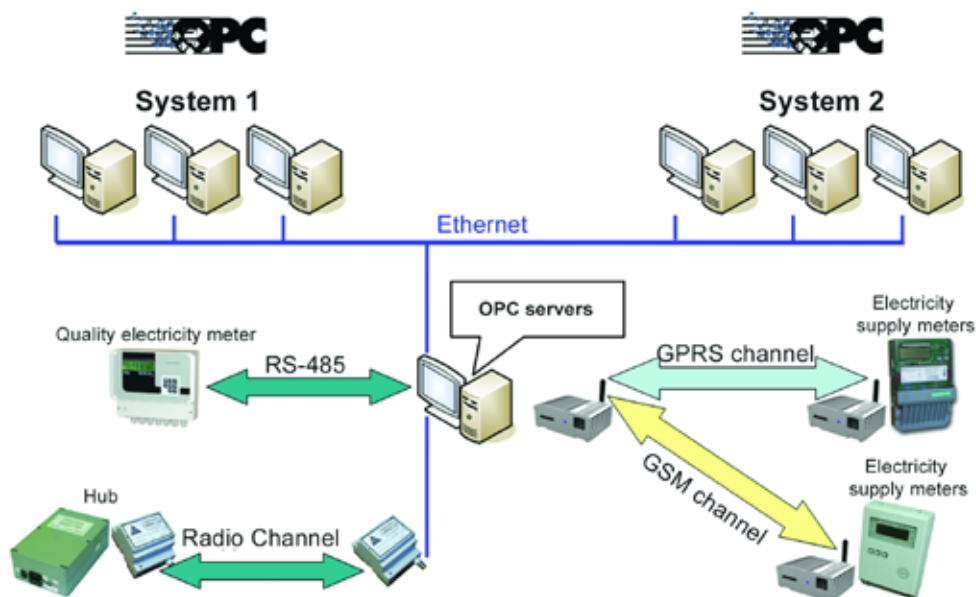 OPC
OPC
System 1
System 2
Ethernet
OPC servers
Quality electricity meter
RS-485
GPRS channel
Electricity
supply meters
GSM channel
Electricity
supply meters
Hub
Radio Channel